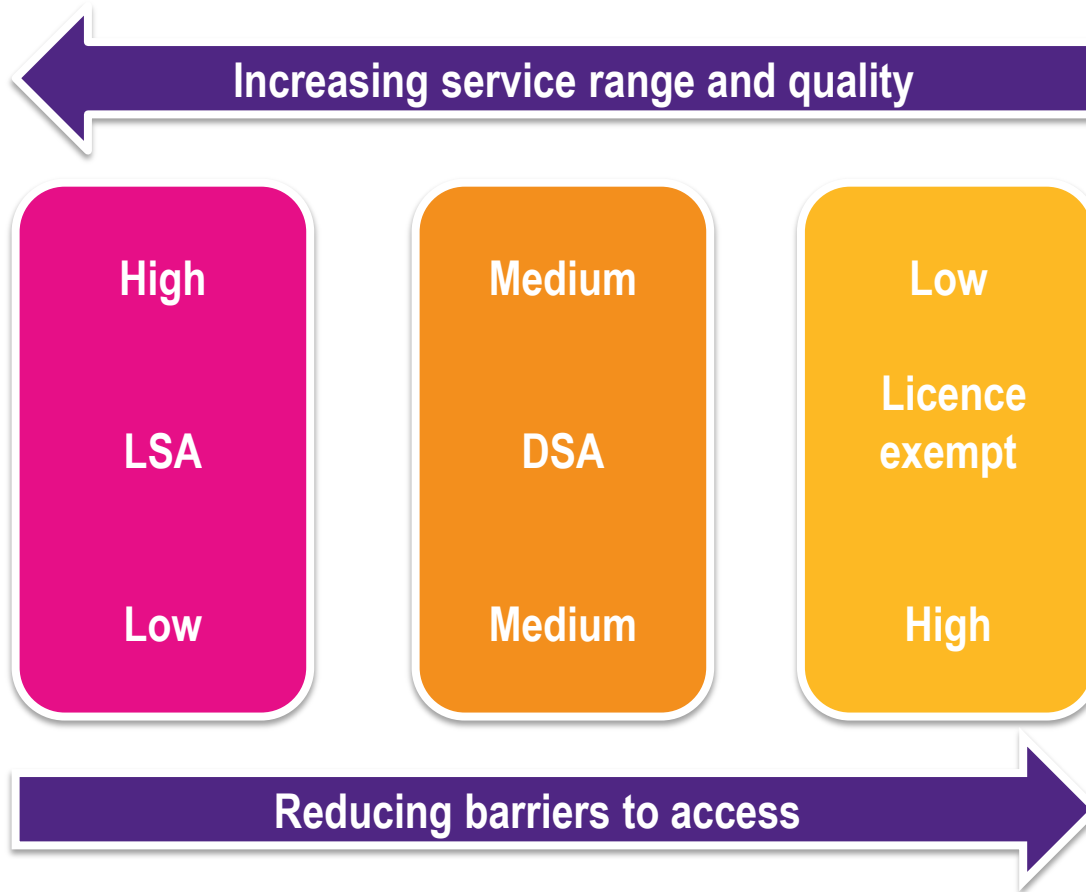 Increasing service range and quality
High
LSA
Low
Medium
DSA
Medium
Low
Licence
exempt
High
Reducing barriers to access